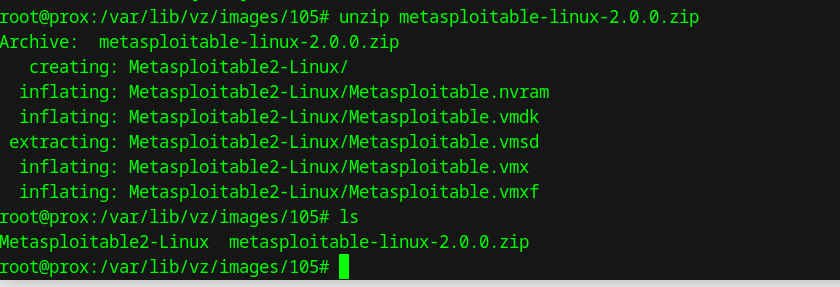 root@prox:/var/lib/vz/images/105# unzip metasploitable-linux-2.0.0.zip
Archive:  metasploitable-linux-2.0.0.zip
   creating: Metasploitable2-Linux/
  inflating: Metasploitable2-Linux/Metasploitable.nvram
  inflating: Metasploitable2-Linux/Metasploitable.vmdk
 extracting: Metasploitable2-Linux/Metasploitable.vmsd
  inflating: Metasploitable2-Linux/Metasploitable.vmx
  inflating: Metasploitable2-Linux/Metasploitable.vmxf
root@prox:/var/lib/vz/images/105# ls
Metasploitable2-Linux  metasploitable-linux-2.0.0.zip
root@prox:/var/lib/vz/images/105#